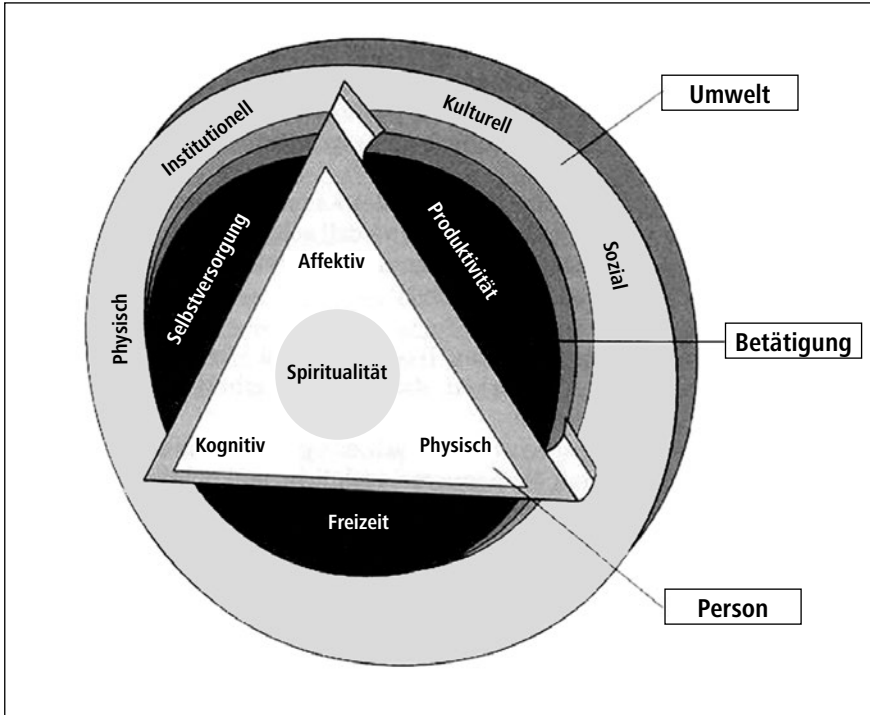 Umwelt
Kulturell
Institutionell
Sozial
Physisch
Selbstversorgung
Produktivität
Affektiv
Betätigung
Spiritualität
Kognitiv
Physisch
Freizeit
Person